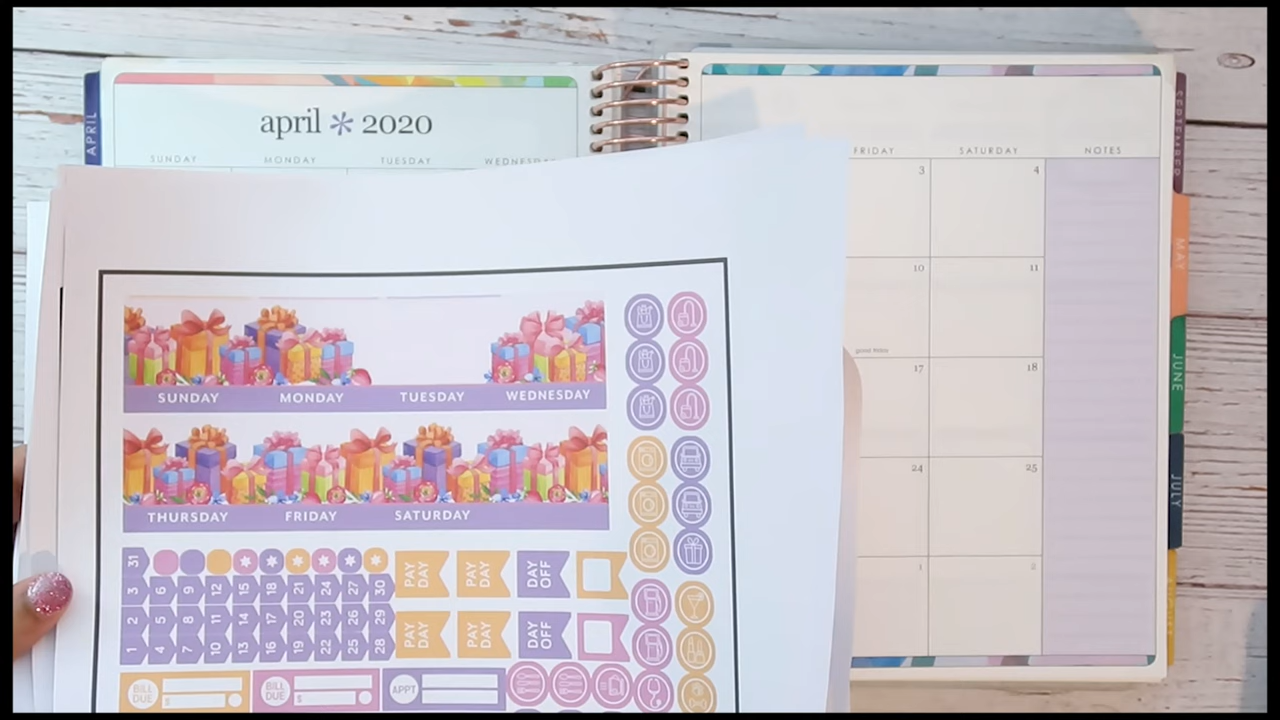 april * 2020
SUNDAY MONDAY TUESDAY WEDNESDAY
FRIDAY SATURDAY NOTES
APRIL
SEPTEMBER
MAY
JUNE
JULY
3 4
10 11
good friday
17 18
24 25
1 2
SUNDAY MONDAY TUESDAY WEDNESDAY
THURSDAY FRIDAY SATURDAY
31
3 6 9 12 15 18 21 24 27 30
2 5 8 11 14 17 20 23 26 29
1 4 7 10 13 16 19 22 25 28
PAY DAY PAY DAY DAY OFF
PAY DAY PAY DAY DAY OFF
BILL DUE $ BILL DUE $ APPT